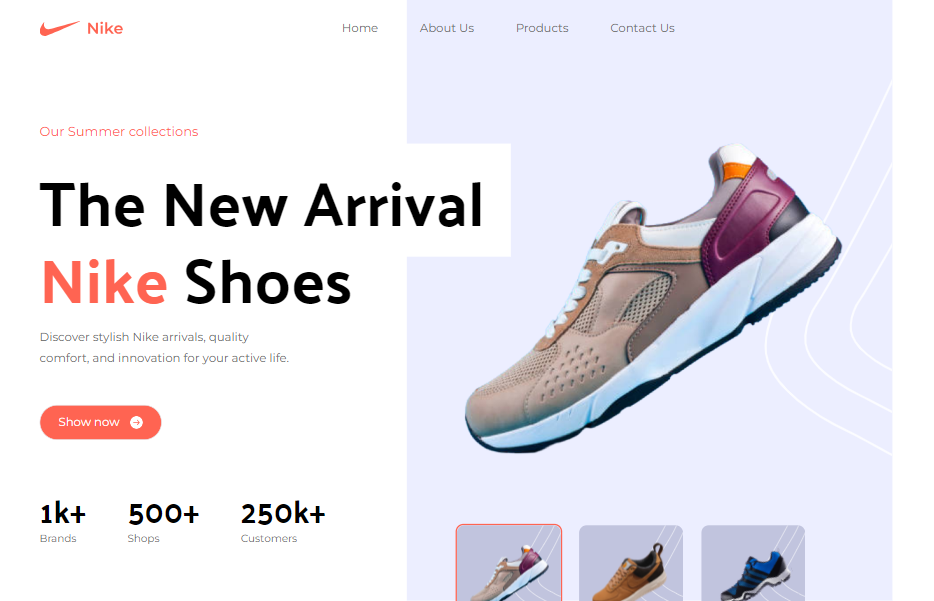 Nike
Home About Us Products Contact Us
Our Summer collections
The New Arrival
Nike Shoes
Discover stylish Nike arrivals, quality
comfort, and innovation for your active life.
Show now
1k+ 500+ 250k+
Brands Shops Customers